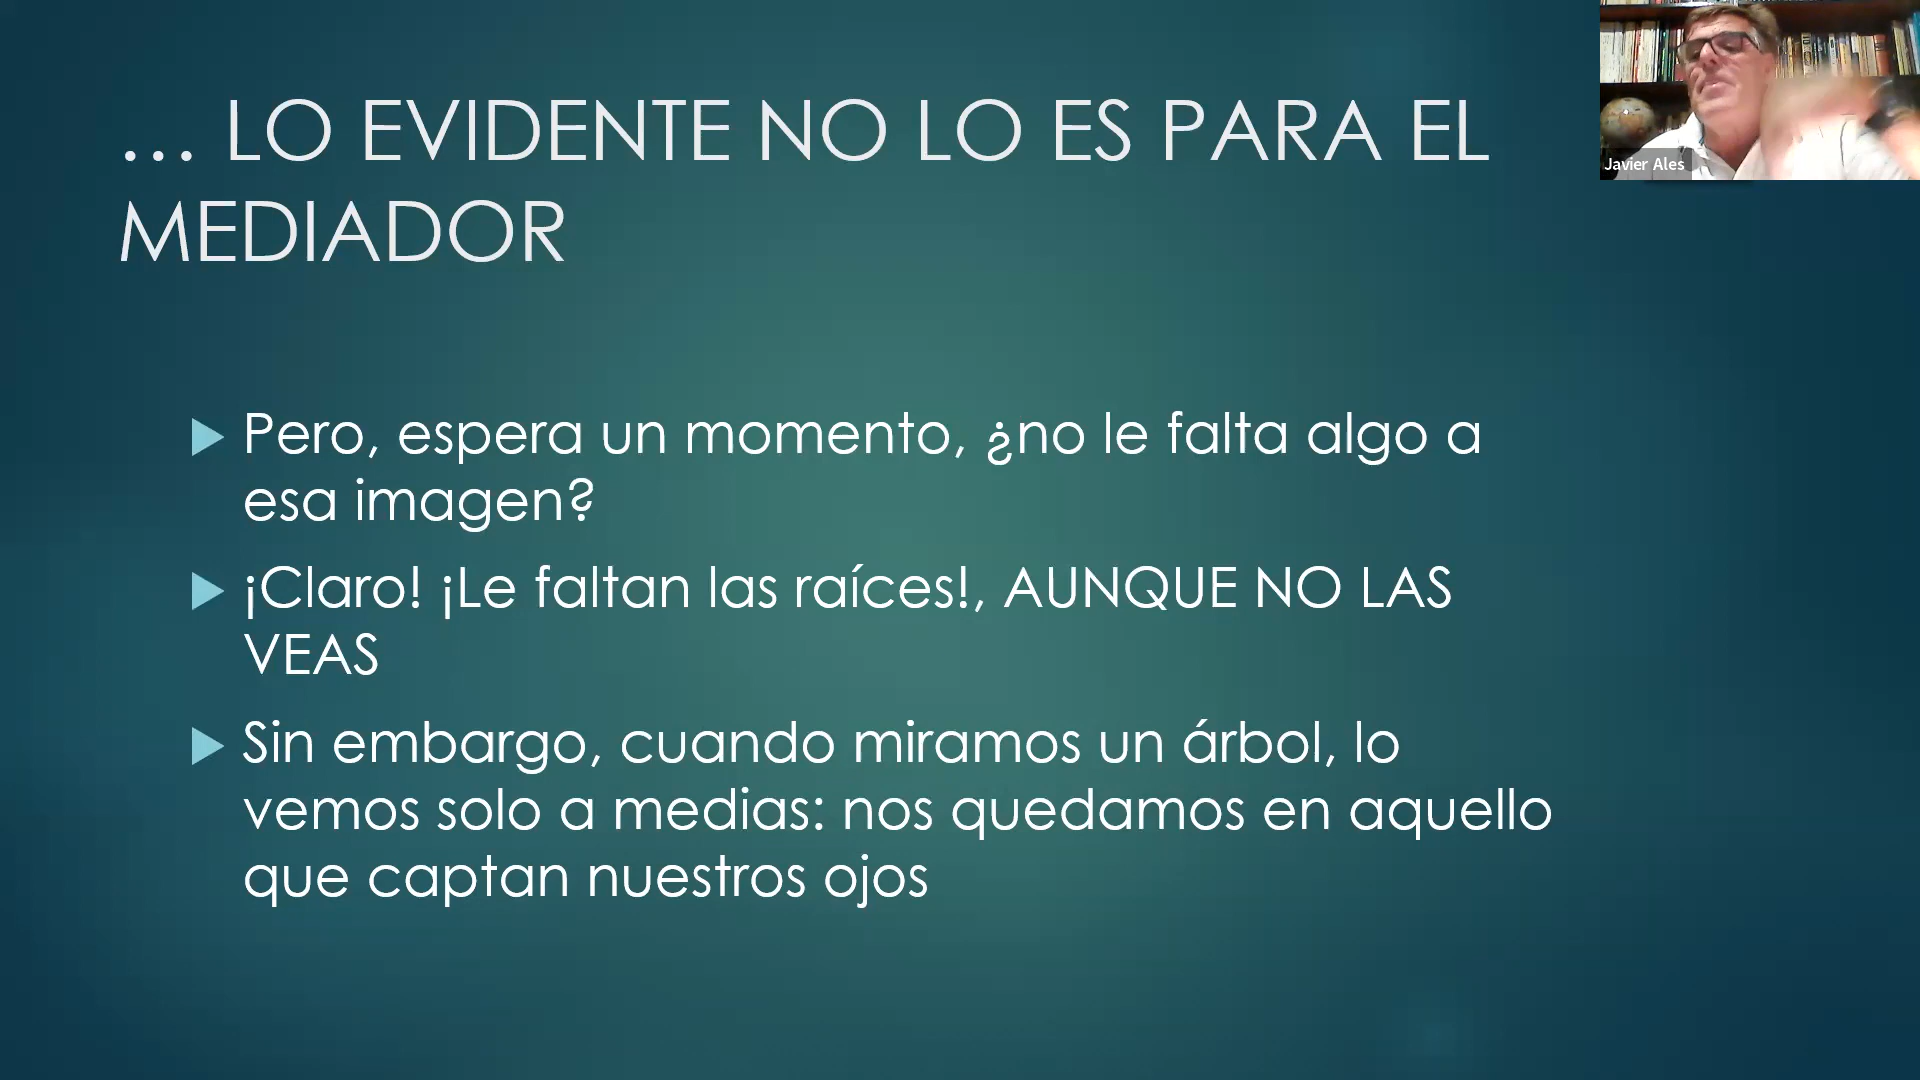 ... LO EVIDENTE NO LO ES PARA EL
MEDIADOR
Pero, espera un momento, ¿no le falta algo a
esa imagen?
¡Claro! ¡Le faltan las raíces!, AUNQUE NO LAS
VEAS
Sin embargo, cuando miramos un árbol, lo
vemos solo a medias: nos quedamos en aquello
que captan nuestros ojos
Javier Ales